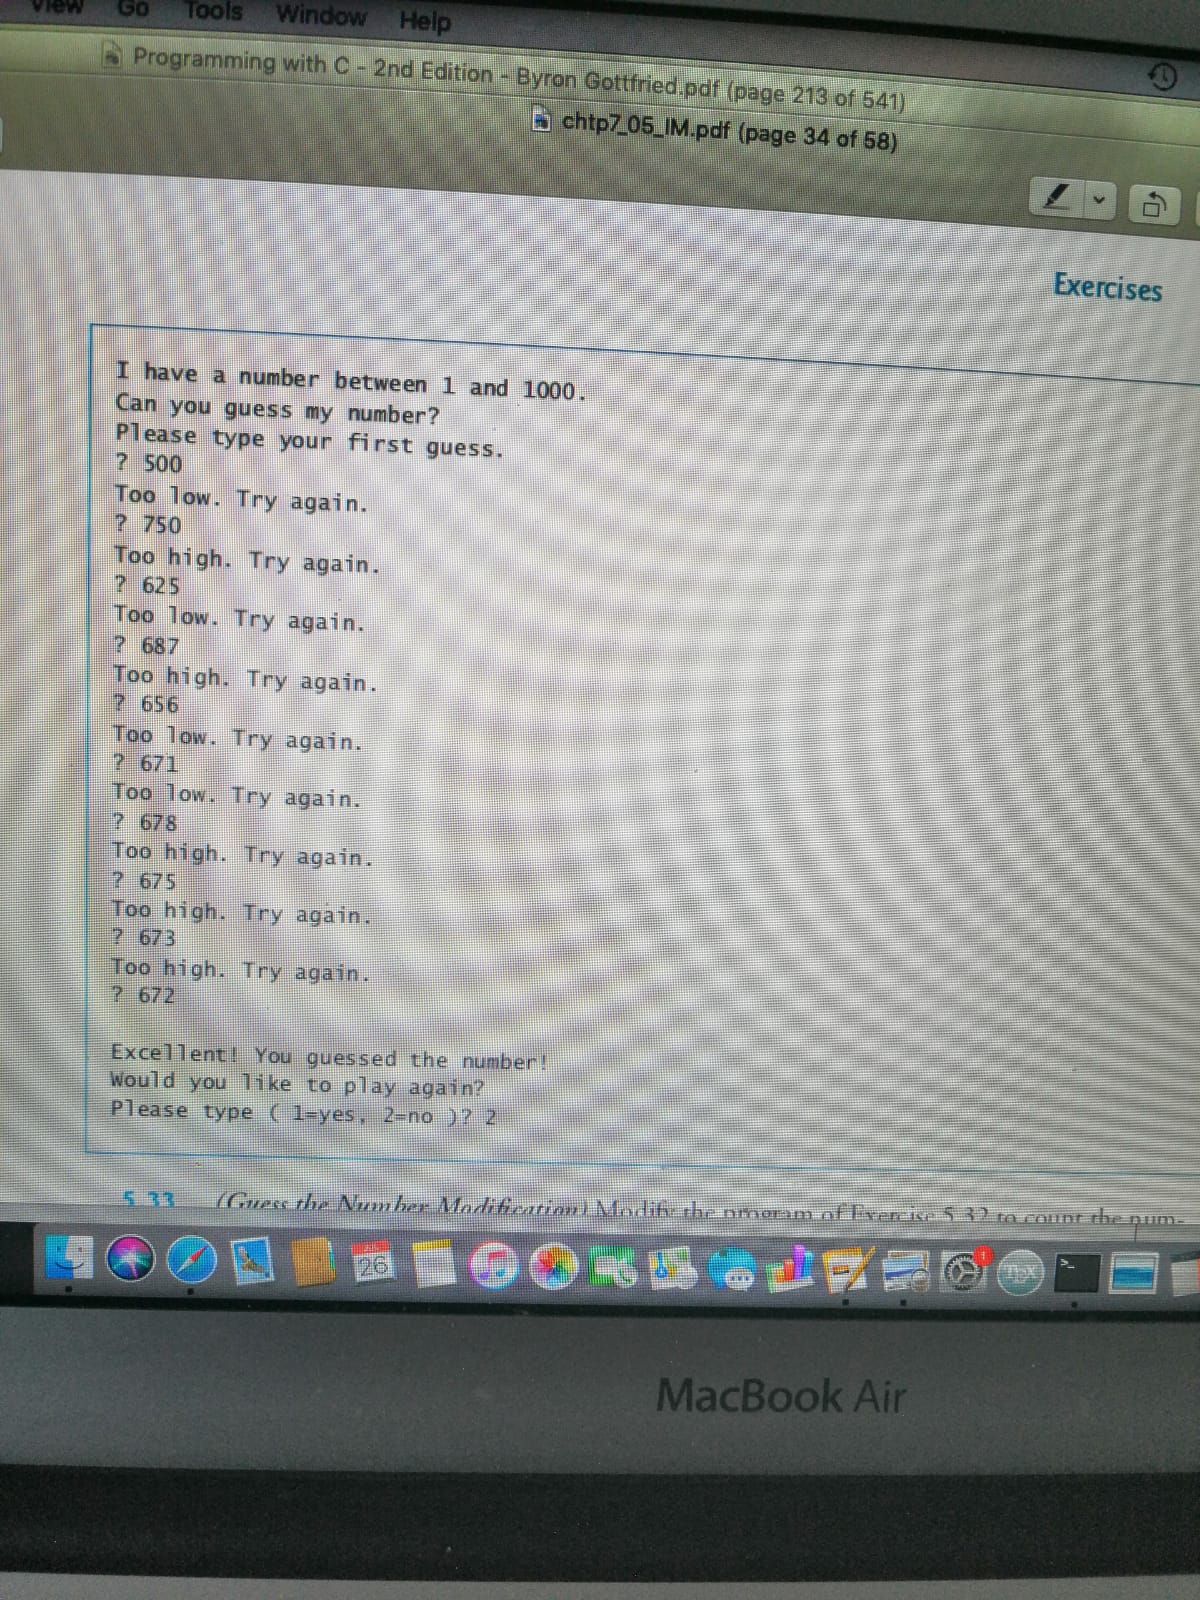 View Go Tools Window Help
Programming with C - 2nd Edition - Byron Gottfried.pdf (page 213 of 541)
chtp7_05_IM.pdf (page 34 of 58)
Exercises
I have a number between 1 and 1000.
Can you guess my number?
Please type your first guess.
? 500
Too low. Try again.
? 750
Too high. Try again.
? 625
Too low. Try again.
? 687
Too high. Try again.
? 656
Too low. Try again.
? 671
Too low. Try again.
? 678
Too high. Try again.
? 675
Too high. Try again.
? 673
Too high. Try again.
? 672
Excellent! You guessed the number!
Would you like to play again?
Please type ( 1=yes, 2=no )? 2
5.33 (Guess the Number Modification) Modify the program of Exercise 5.32 to count the num-
26
1
TEX
>_
MacBook Air